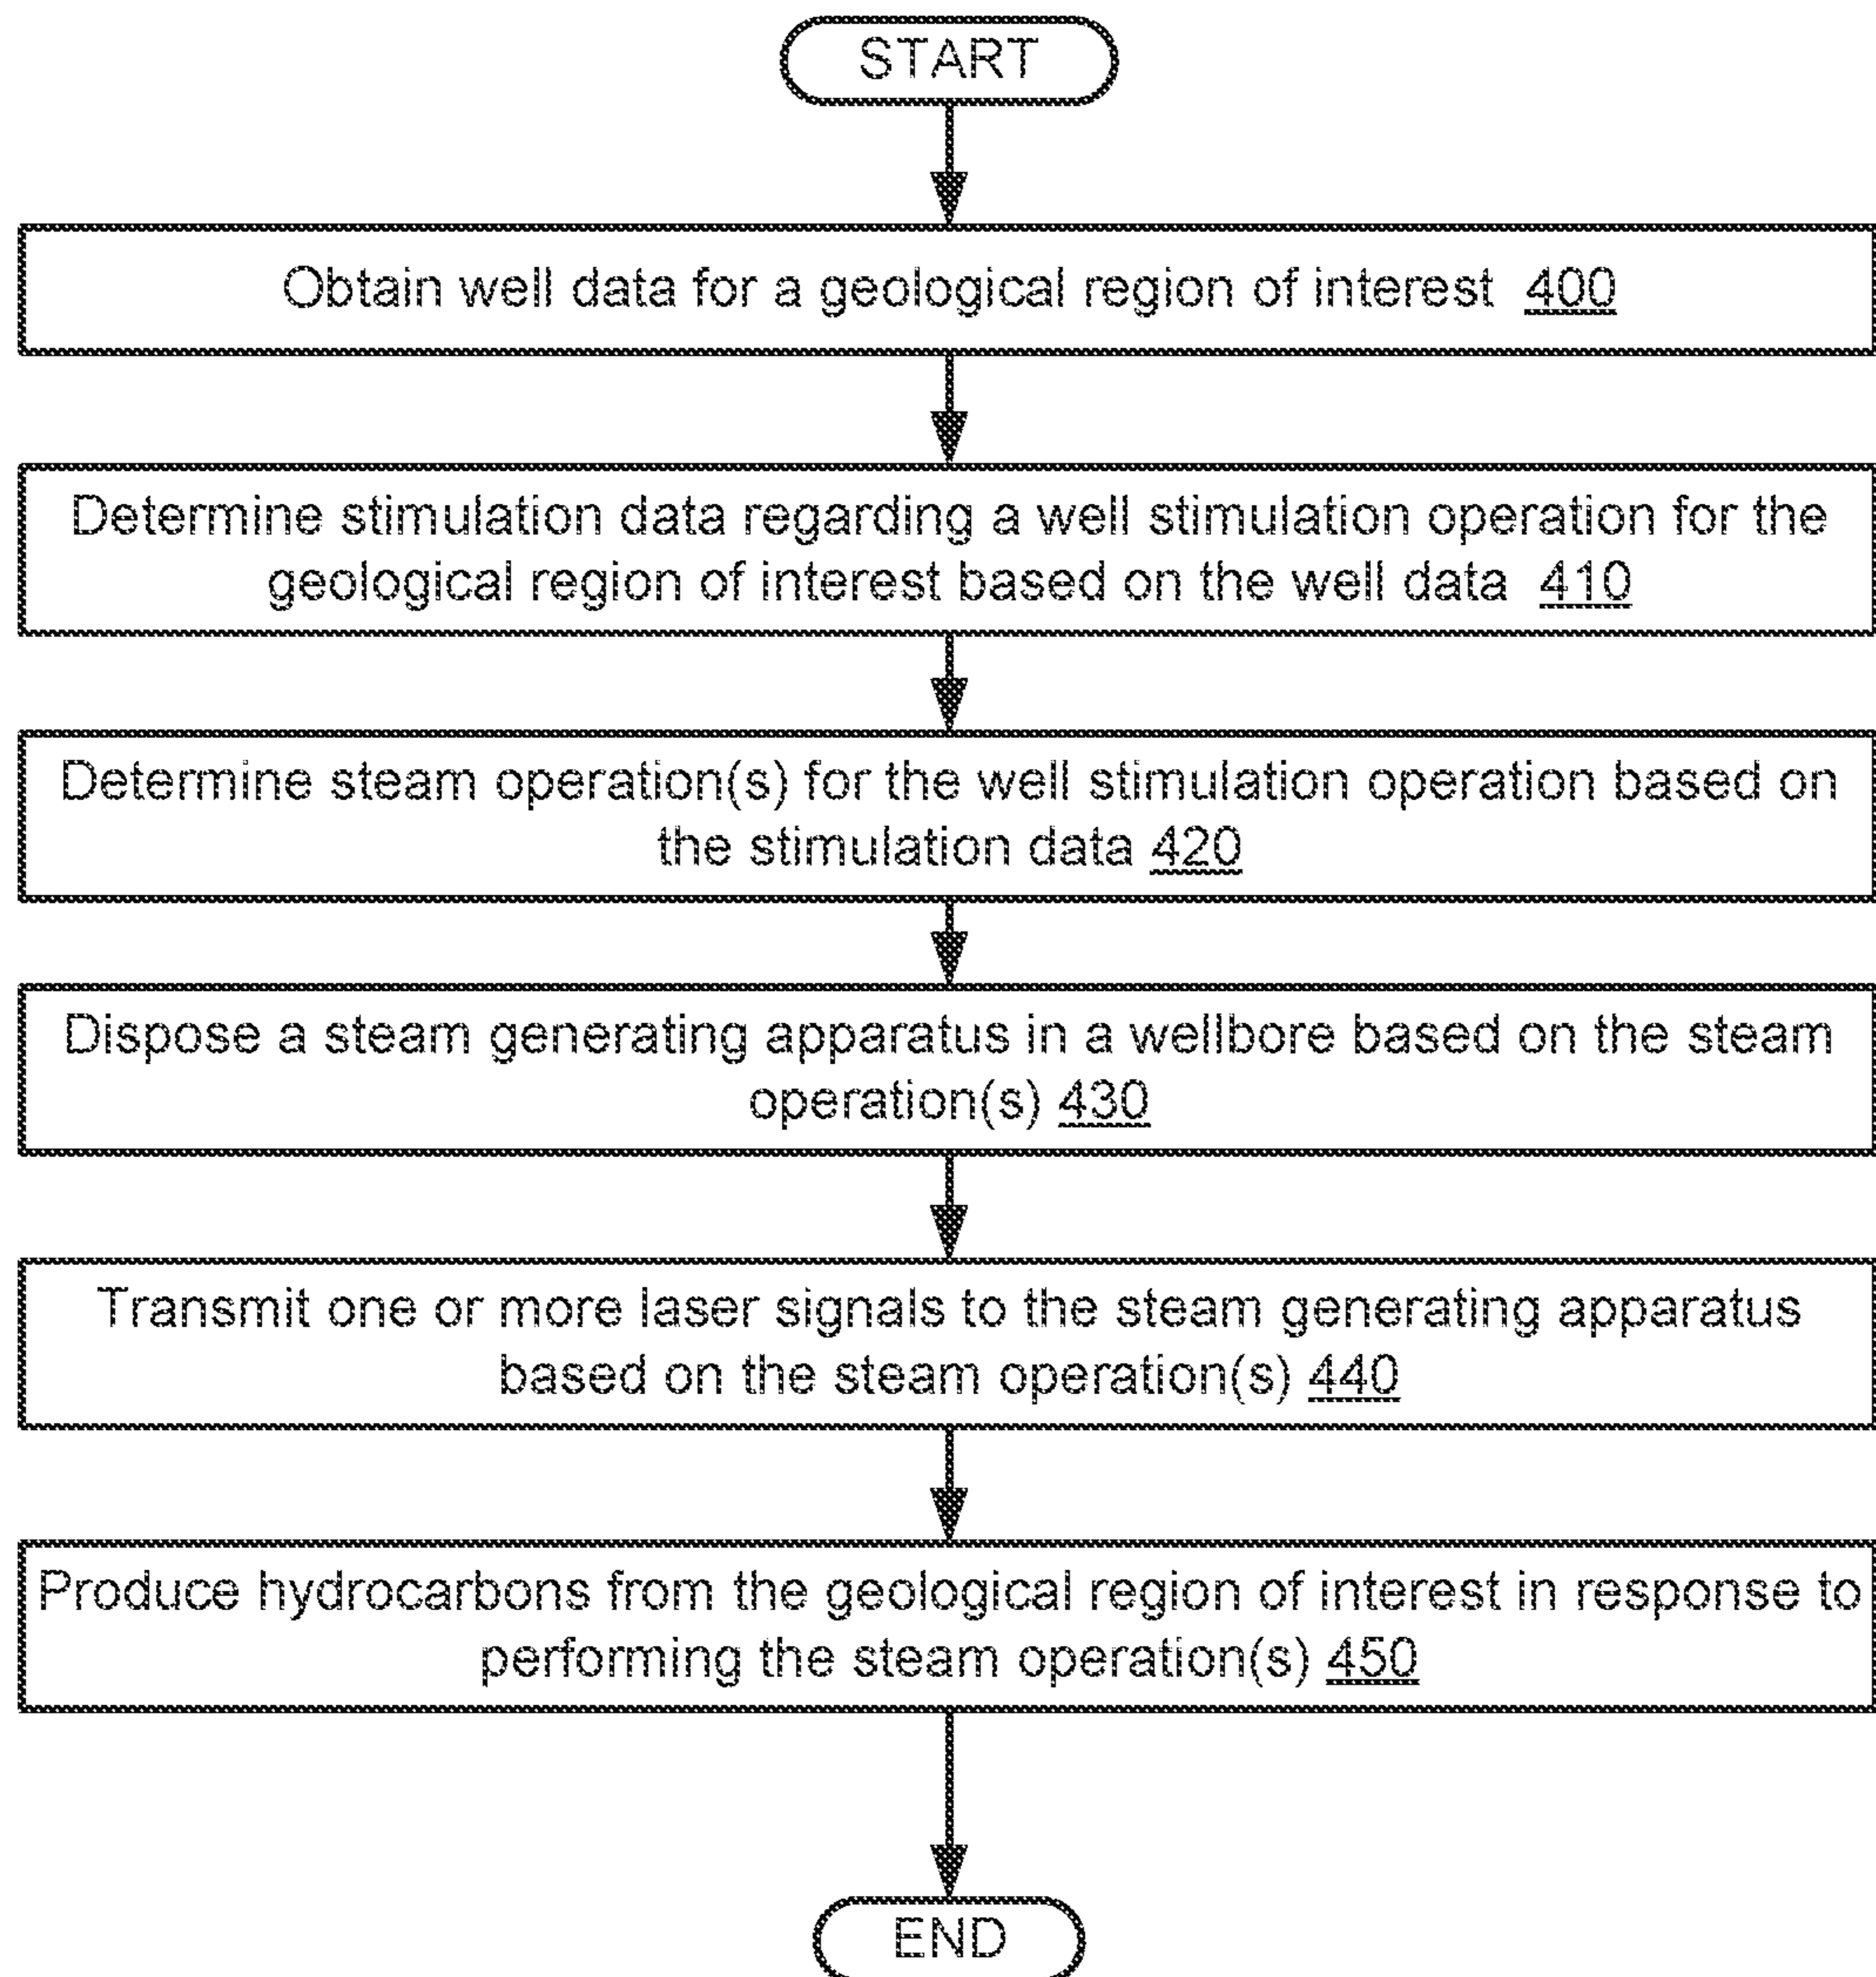 START
Obtain well data for a geological region of interest 400
Determine stimulation data regarding a well stimulation operation for the
geological region of interest based on the well data 410
Determine steam operation(s) for the well stimulation operation based on
the stimulation data 420
Dispose a steam generating apparatus in a wellbore based on the steam
operation(s) 430
Transmit one or more laser signals to the steam generating apparatus
based on the steam operation(s) 440
Produce hydrocarbons from the geological region of interest in response to
performing the steam operation(s) 450
END